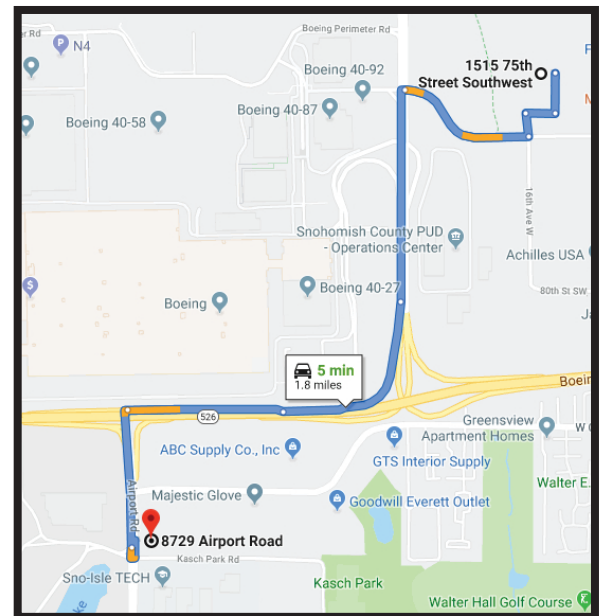 Rd
Boeing Perimeter Rd
P N4
1515 75th
Street Southwest
Boeing 40-92
Boeing 40-87
Boeing 40-58
16th Ave W
Snohomish County PUD
- Operations Center
Achilles USA
80th St SW
Boeing 40-27
Boeing
5 min
1.8 miles
Boein
526
Greensview
Apartment Homes
W C
ABC Supply Co., Inc
GTS Interior Supply
Walter E.
Airport Rd
Majestic Glove
Goodwill Everett Outlet
8729 Airport Road
Kasch Park Rd
Sno-Isle TECH
Kasch Park
Walter Hall Golf Course